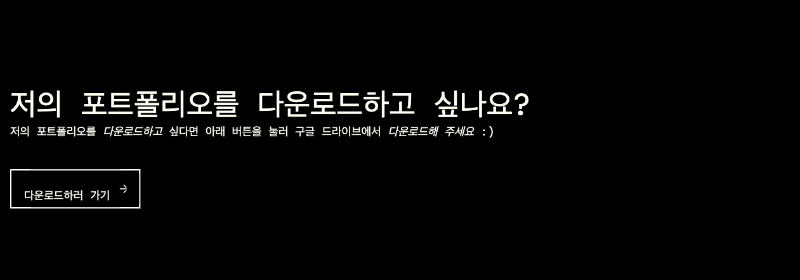 저의 포트폴리오를 다운로드하고 싶나요?
저의 포트폴리오를 다운로드하고 싶다면 아래 버튼을 눌러 구글 드라이브에서 다운로드해 주세요 :)
다운로드하러 가기 →